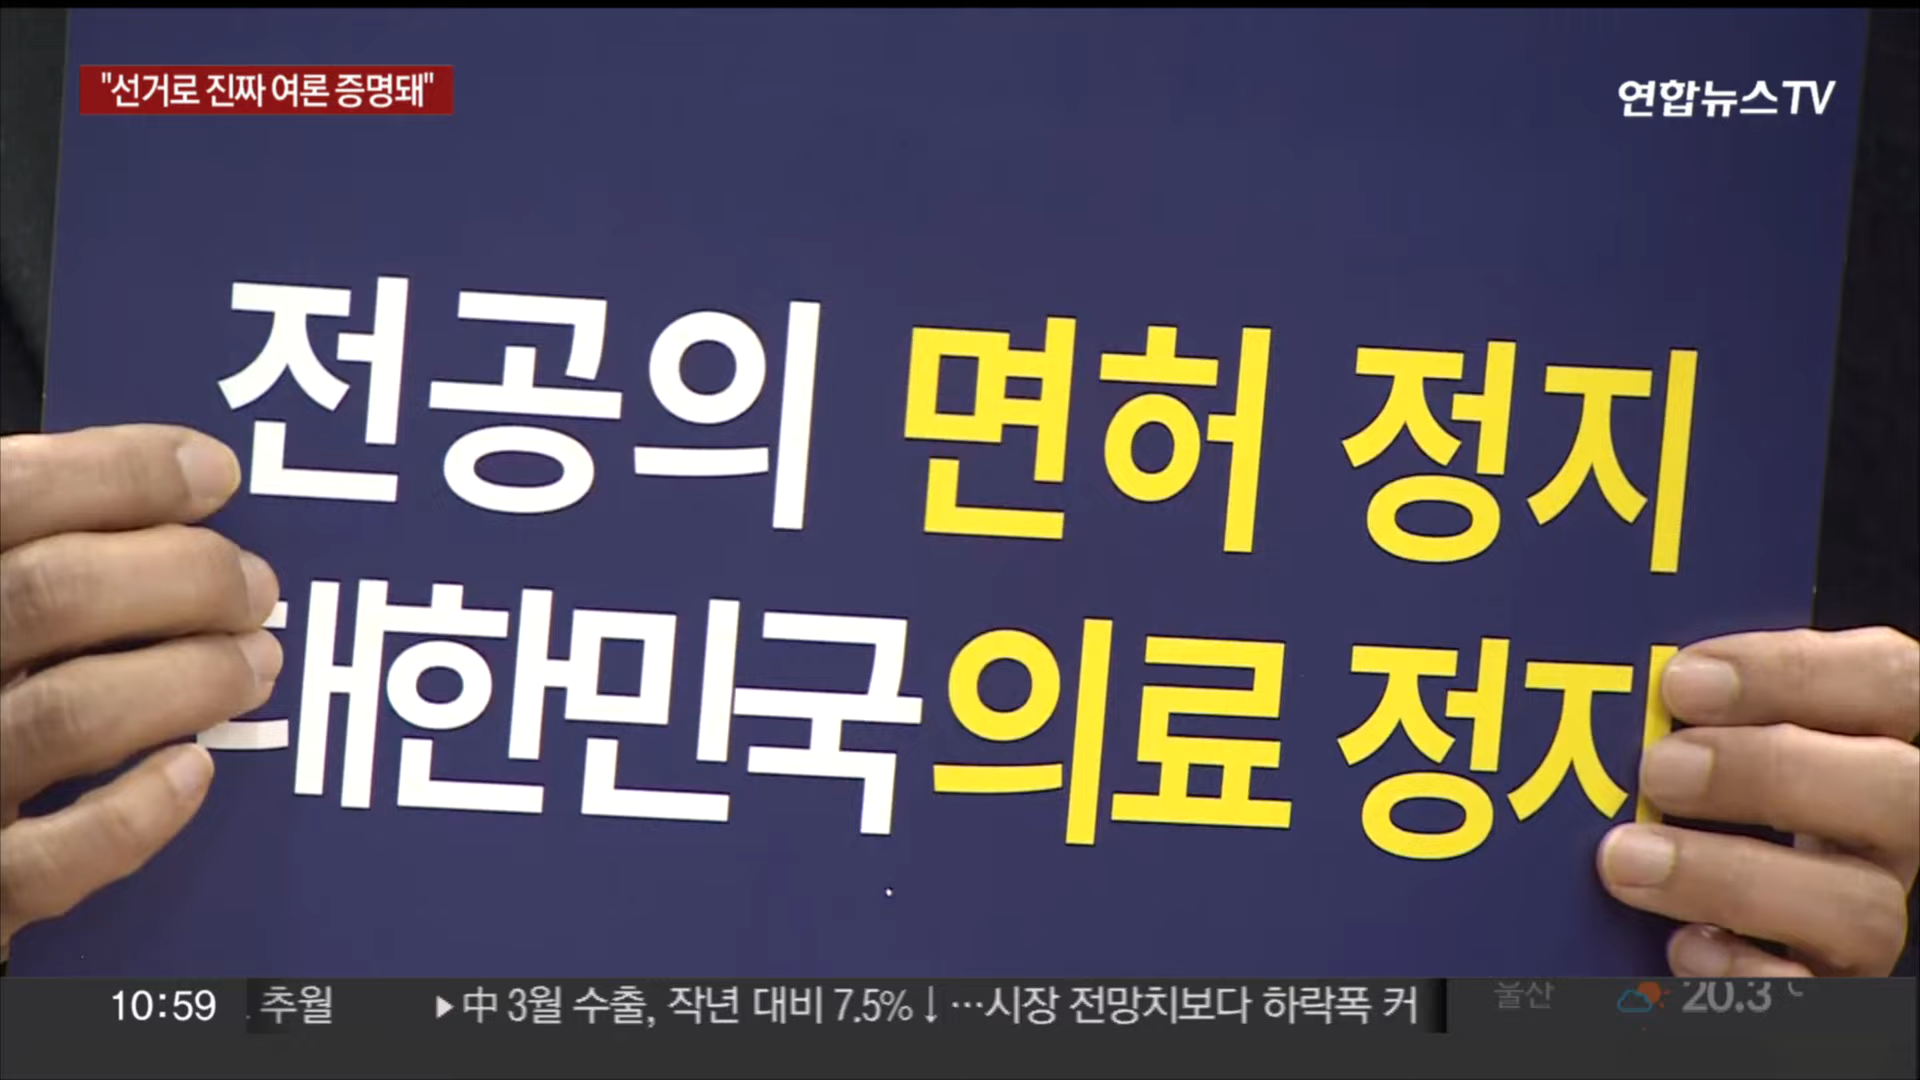 "선거로 진짜 여론 증명돼"
연합뉴스TV
전공의 면허 정지
대한민국 의료 정지
10:59 추월 ▶中 3월 수출, 작년 대비 7.5%↓…시장 전망치보다 하락폭 커 울산 20.3℃